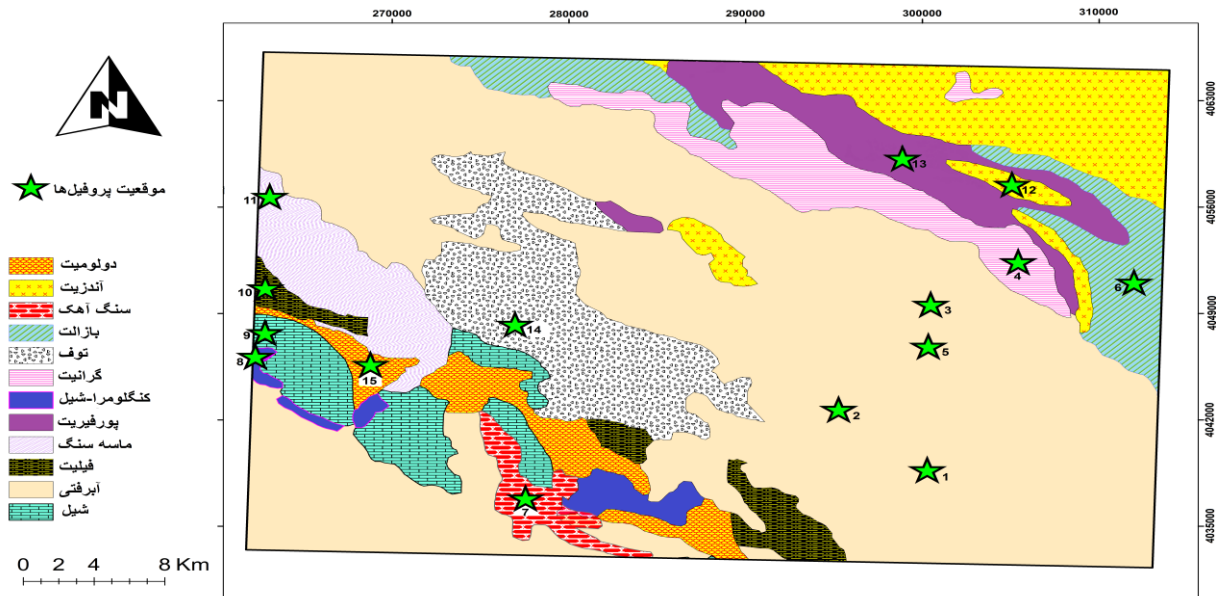 270000 280000 290000 300000 310000
N
موقعیت پروفیل‌ها
دولومیت
آندزیت
سنگ آهک
بازالت
توف
گرانیت
کنگلومرا-شیل
پورفیریت
ماسه سنگ
فیلیت
آبرفتی
شیل
0 2 4 8 Km
4063000
4056000
4049000
4042000
4035000
13
12
11
4
6
10
3
14
9
5
8
15
2
1
7